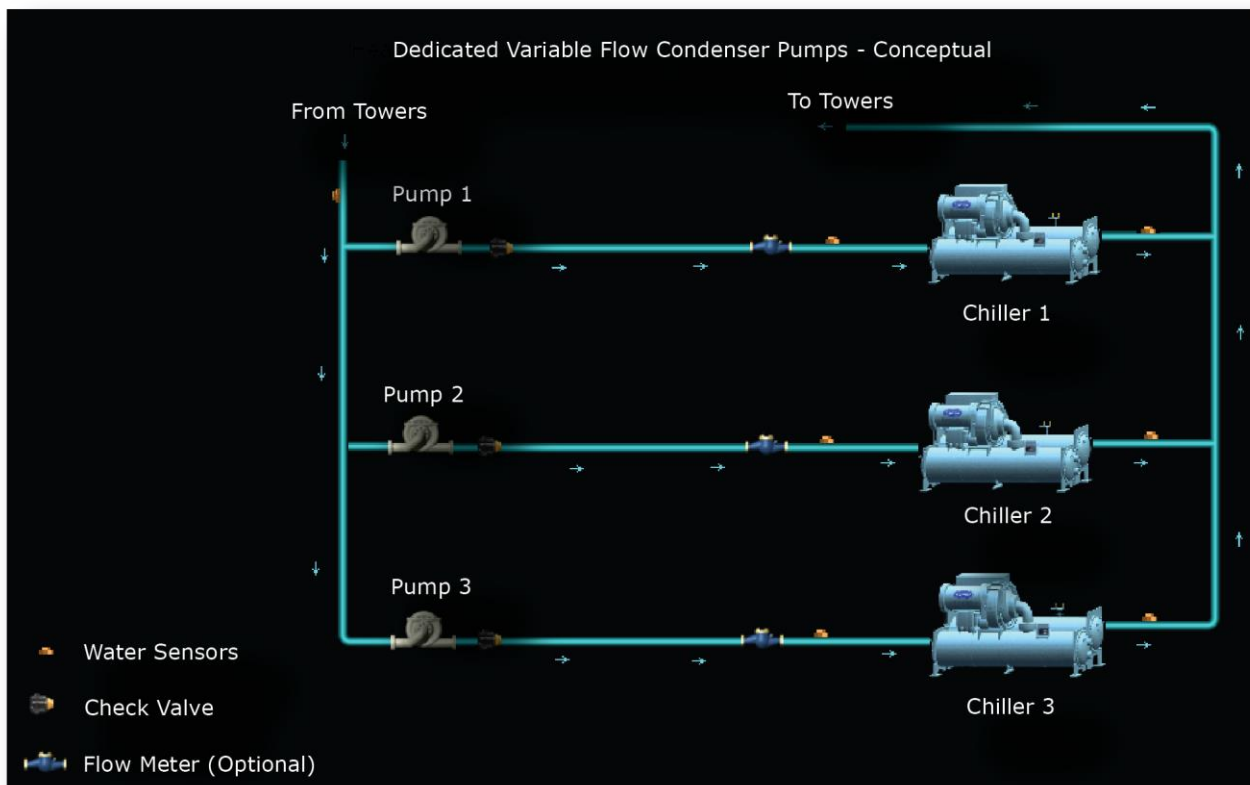 Dedicated Variable Flow Condenser Pumps - Conceptual
From Towers
To Towers
Pump 1
Chiller 1
Pump 2
Chiller 2
Pump 3
Chiller 3
Water Sensors
Check Valve
Flow Meter (Optional)